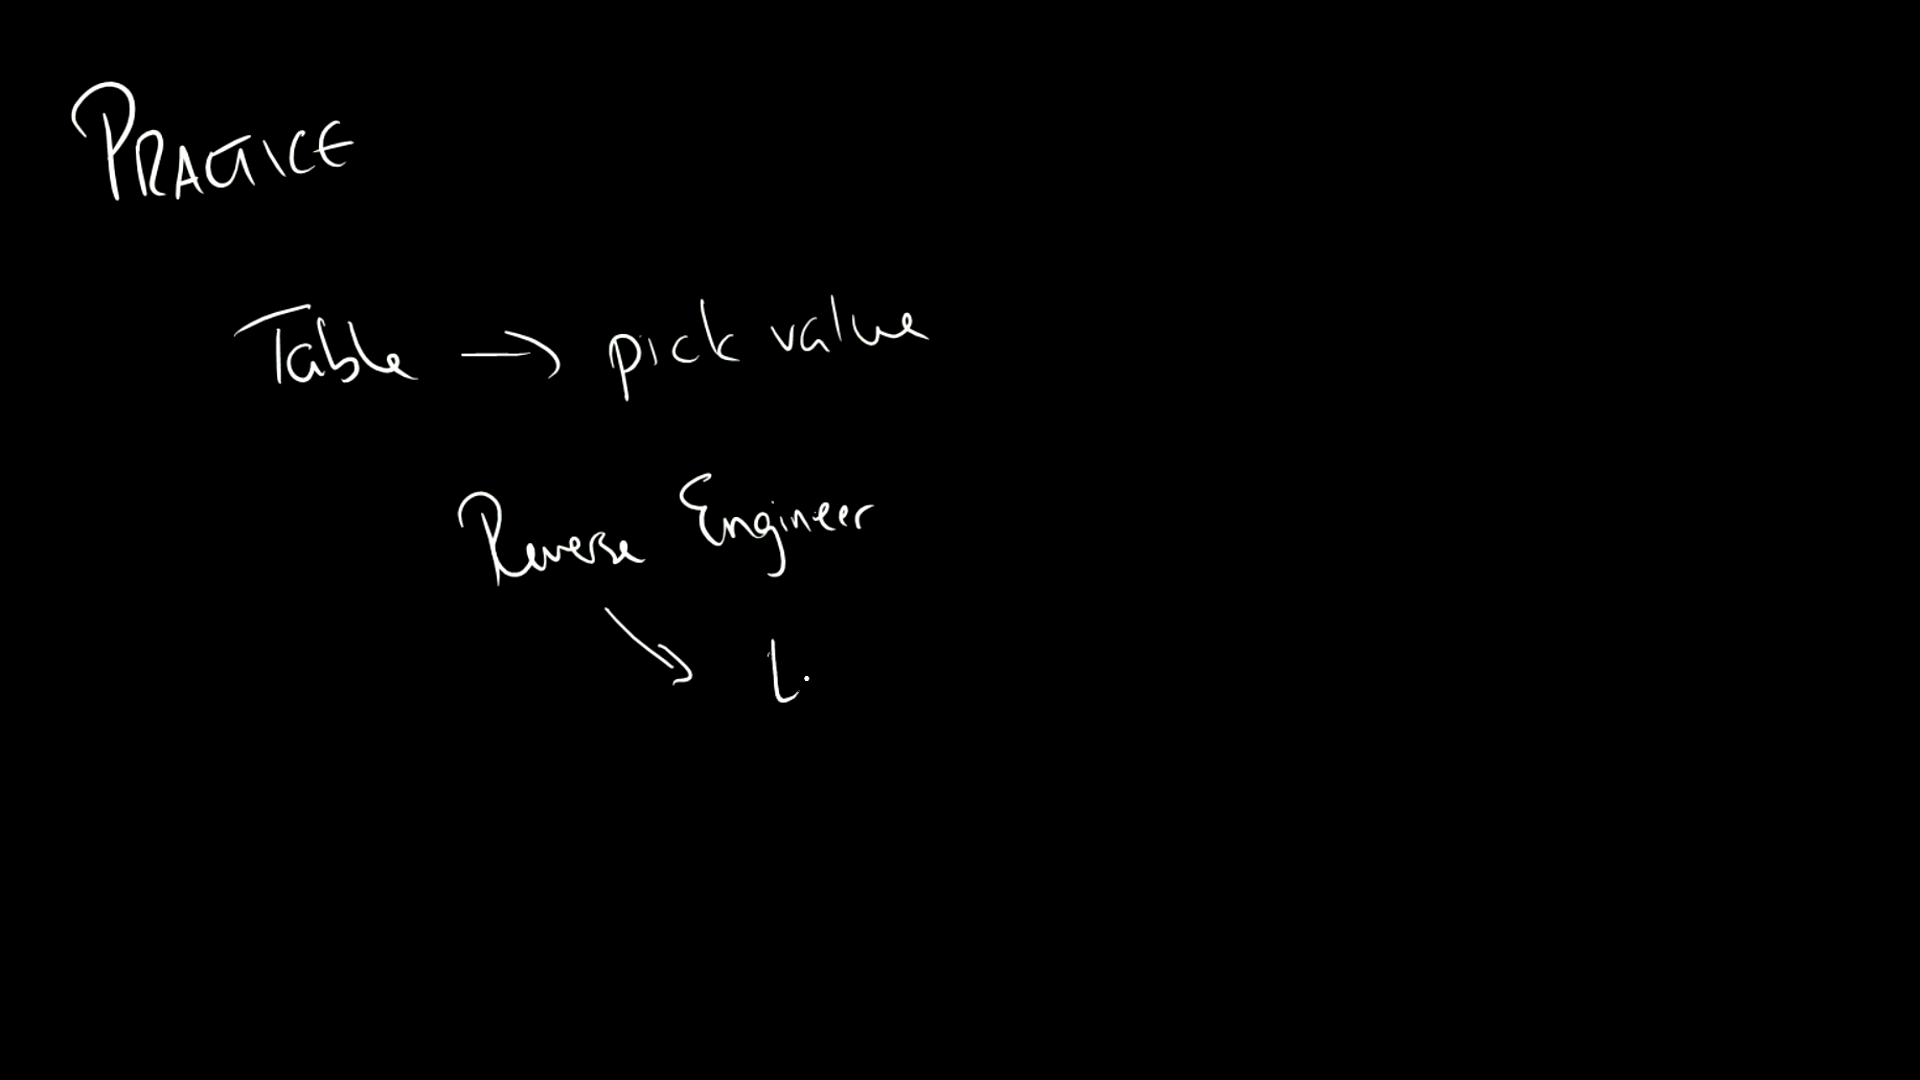 PRACTICE
Table → pick value
Reverse Engineer